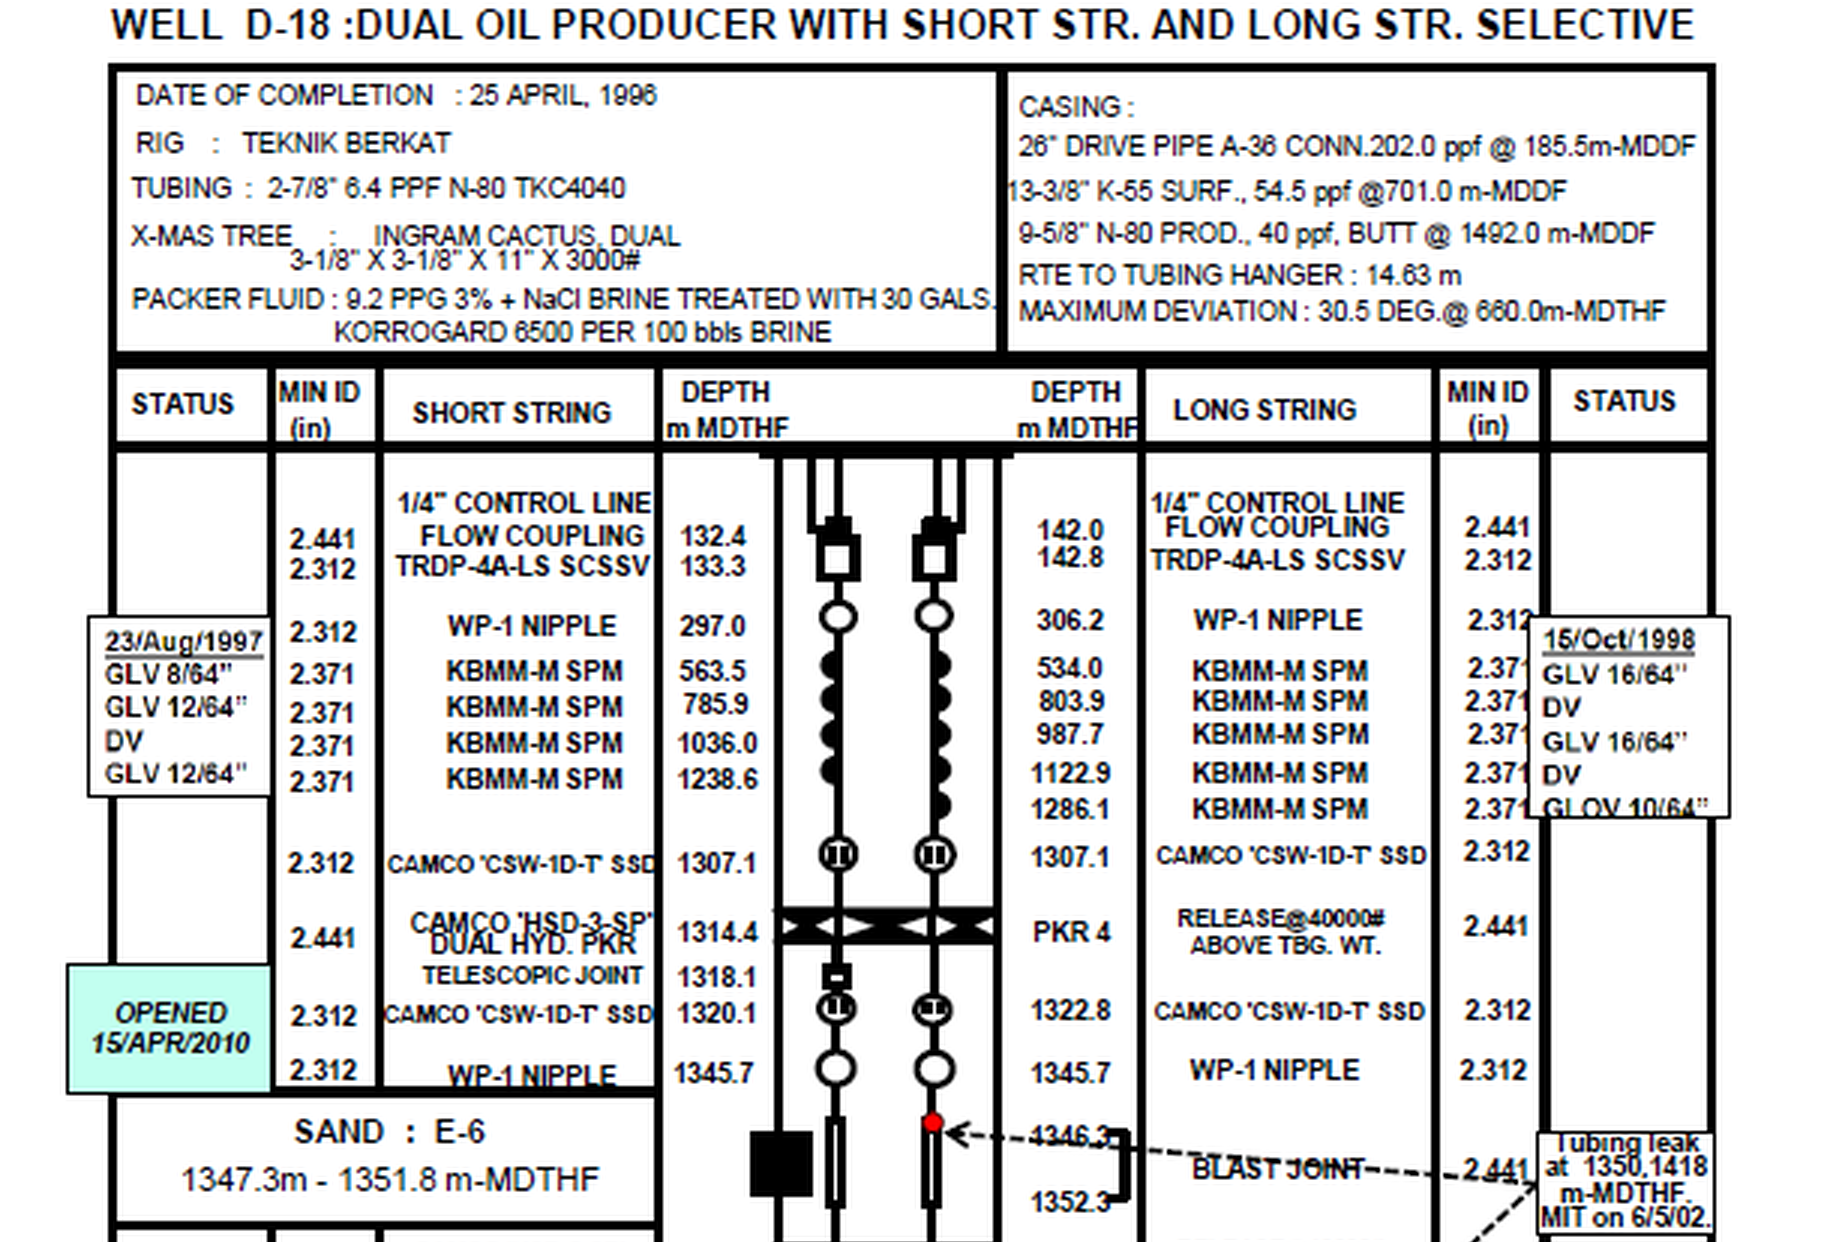 WELL D-18 :DUAL OIL PRODUCER WITH SHORT STR. AND LONG STR. SELECTIVE
DATE OF COMPLETION : 25 APRIL, 1996
RIG : TEKNIK BERKAT
TUBING : 2-7/8" 6.4 PPF N-80 TKC4040
X-MAS TREE : INGRAM CACTUS, DUAL
3-1/8" X 3-1/8" X 11" X 3000#
PACKER FLUID : 9.2 PPG 3% + NaCl BRINE TREATED WITH 30 GALS.
KORROGARD 6500 PER 100 bbls BRINE
CASING :
26" DRIVE PIPE A-36 CONN.202.0 ppf @ 185.5m-MDDF
13-3/8" K-55 SURF., 54.5 ppf @701.0 m-MDDF
9-5/8" N-80 PROD., 40 ppf, BUTT @ 1492.0 m-MDDF
RTE TO TUBING HANGER : 14.63 m
MAXIMUM DEVIATION : 30.5 DEG.@ 660.0m-MDTHF
STATUS MIN ID (in) SHORT STRING DEPTH m MDTHF DEPTH m MDTHF LONG STRING MIN ID (in) STATUS
1/4" CONTROL LINE 1/4" CONTROL LINE
2.441 FLOW COUPLING 132.4 142.0 FLOW COUPLING 2.441
2.312 TRDP-4A-LS SCSSV 133.3 142.8 TRDP-4A-LS SCSSV 2.312
23/Aug/1997 2.312 WP-1 NIPPLE 297.0 306.2 WP-1 NIPPLE 2.312 15/Oct/1998
GLV 8/64" 2.371 KBMM-M SPM 563.5 534.0 KBMM-M SPM 2.371 GLV 16/64"
GLV 12/64" 2.371 KBMM-M SPM 785.9 803.9 KBMM-M SPM 2.371 DV
DV 2.371 KBMM-M SPM 1036.0 987.7 KBMM-M SPM 2.371 GLV 16/64"
GLV 12/64" 2.371 KBMM-M SPM 1238.6 1122.9 KBMM-M SPM 2.371 DV
1286.1 KBMM-M SPM 2.371 GLOV 10/64"
2.312 CAMCO 'CSW-1D-T' SSD 1307.1 1307.1 CAMCO 'CSW-1D-T' SSD 2.312
2.441 CAMCO 'HSD-3-SP' 1314.4 PKR 4 RELEASE@40000# 2.441
DUAL HYD. PKR ABOVE TBG. WT.
TELESCOPIC JOINT 1318.1
OPENED 2.312 CAMCO 'CSW-1D-T' SSD 1320.1 1322.8 CAMCO 'CSW-1D-T' SSD 2.312
15/APR/2010
2.312 WP-1 NIPPLE 1345.7 1345.7 WP-1 NIPPLE 2.312
SAND : E-6
1347.3m - 1351.8 m-MDTHF
1346.3
BLAST JOINT 2.441
1352.3
Tubing leak
at 1350,1418
m-MDTHF.
MIT on 6/5/02.